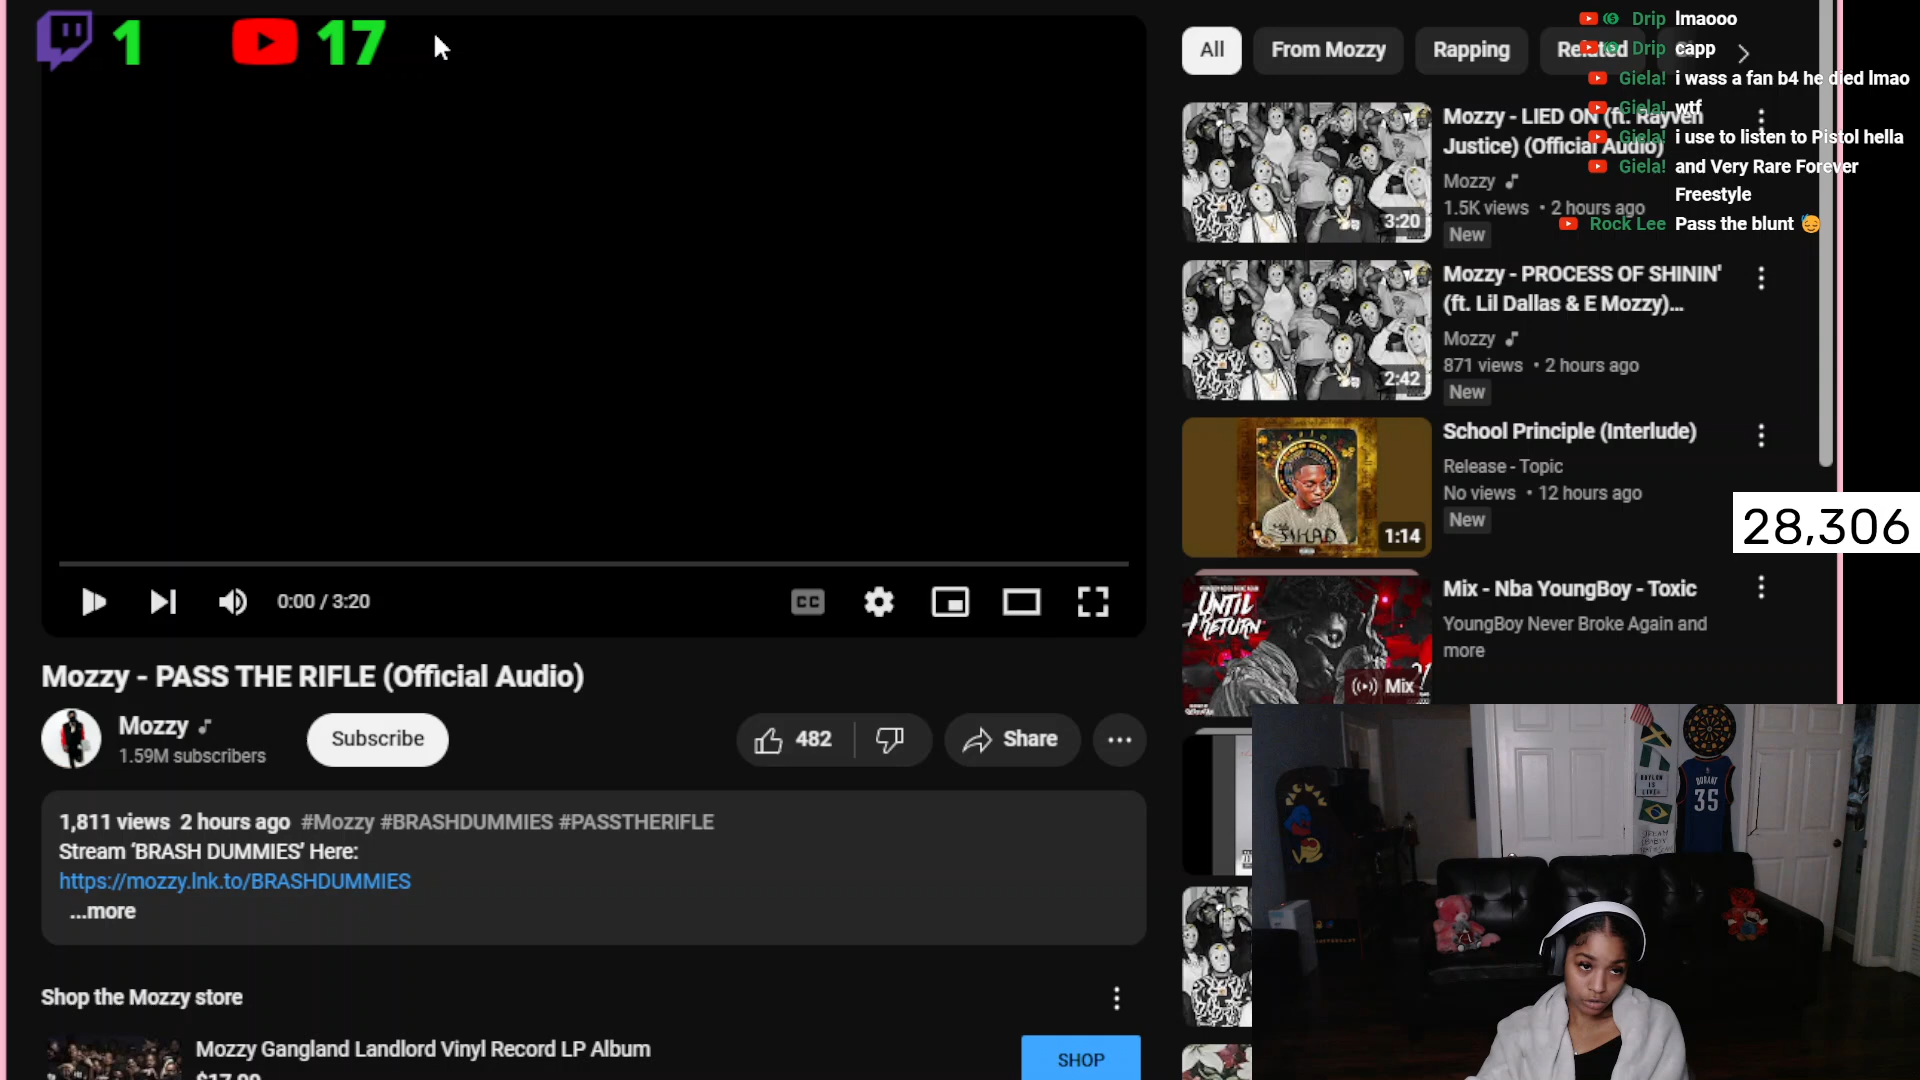 1
17
All
From Mozzy
Rapping
Related
Drip lmaooo
Drip capp
Giela! i wass a fan b4 he died lmao
Giela! wtf
Giela! i use to listen to Pistol hella
Giela! and Very Rare Forever
Freestyle
Rock Lee Pass the blunt 😌
Mozzy - LIED ON (ft. Rayven
Justice) (Official Audio)
Mozzy
1.5K views • 2 hours ago
New
3:20
Mozzy - PROCESS OF SHININ'
(ft. Lil Dallas & E Mozzy)...
Mozzy
871 views • 2 hours ago
New
2:42
School Principle (Interlude)
Release - Topic
No views • 12 hours ago
New
JIHAD
1:14
28,306
Mix - Nba YoungBoy - Toxic
YoungBoy Never Broke Again and
more
UNTIL
I RETURN
Mix
CC
0:00 / 3:20
Mozzy - PASS THE RIFLE (Official Audio)
Mozzy
1.59M subscribers
Subscribe
482
Share
1,811 views 2 hours ago #Mozzy #BRASHDUMMIES #PASSTHERIFLE
Stream ‘BRASH DUMMIES’ Here:
https://mozzy.lnk.to/BRASHDUMMIES
...more
Shop the Mozzy store
Mozzy Gangland Landlord Vinyl Record LP Album
SHOP
PAC-MAN
DURANT
35